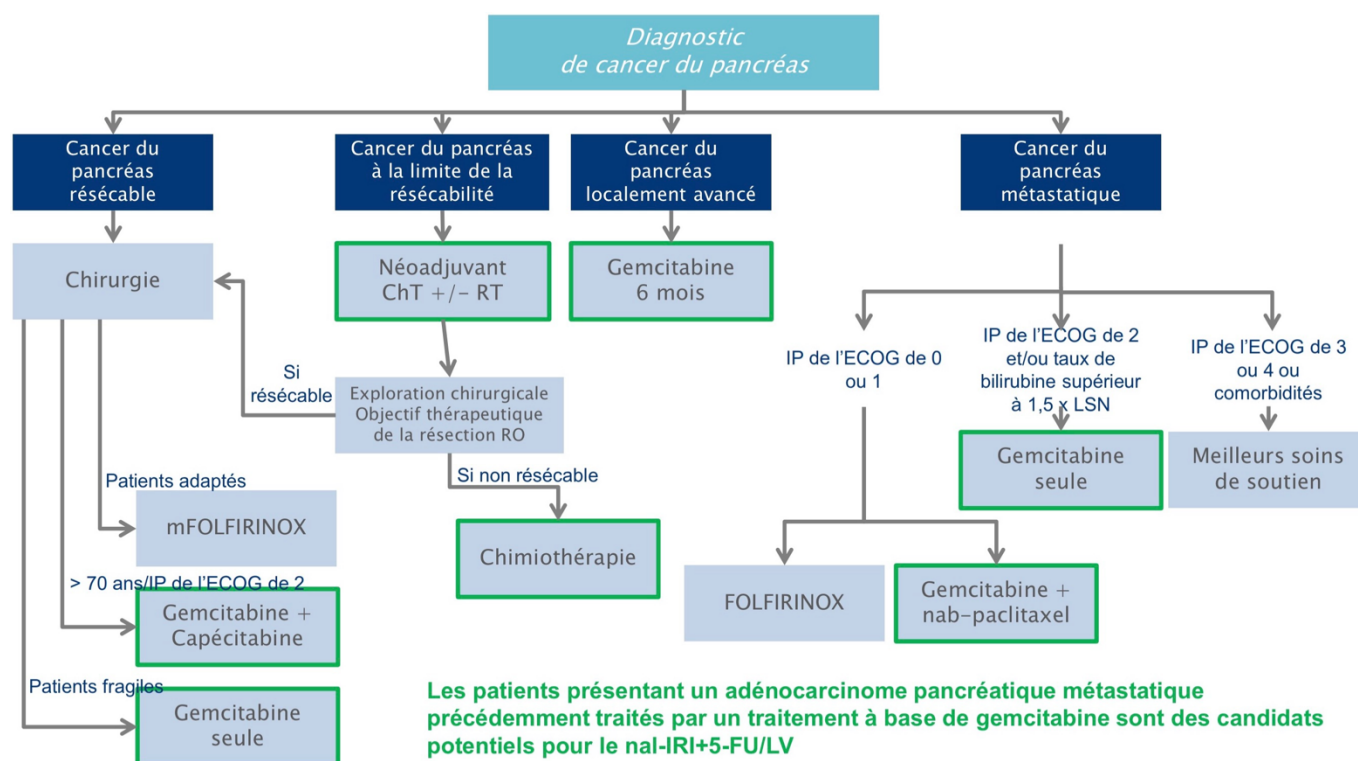 Diagnostic
de cancer du pancréas
Cancer du
pancréas
résécable
Cancer du pancréas
à la limite de la
résécabilité
Cancer du
pancréas
localement avancé
Cancer du
pancréas
métastatique
Chirurgie
Néoadjuvant
ChT +/- RT
Gemcitabine
6 mois
IP de l'ECOG de 0
ou 1
IP de l'ECOG de 2
et/ou taux de
bilirubine supérieur
à 1,5 x LSN
IP de l'ECOG de 3
ou 4 ou
comorbidités
Si
résécable
Exploration chirurgicale
Objectif thérapeutique
de la résection RO
Gemcitabine
seule
Meilleurs soins
de soutien
Si non résécable
Patients adaptés
mFOLFIRINOX
Chimiothérapie
> 70 ans/IP de l'ECOG de 2
Gemcitabine +
Capécitabine
FOLFIRINOX
Gemcitabine +
nab-paclitaxel
Patients fragiles
Gemcitabine
seule
Les patients présentant un adénocarcinome pancréatique métastatique
précédemment traités par un traitement à base de gemcitabine sont des candidats
potentiels pour le nal-IRI+5-FU/LV